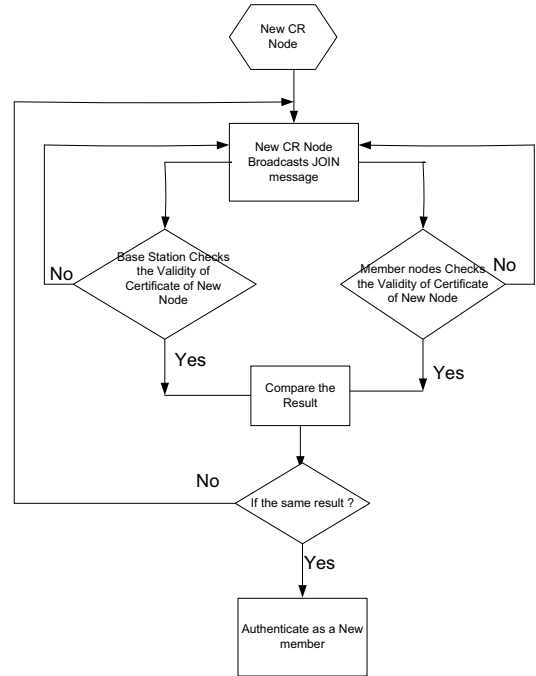 New CR
Node
New CR Node
Broadcasts JOIN
message
Base Station Checks
the Validity of
Certificate of New
Node
No
Member nodes Checks
the Validity of Certificate
of New Node
No
Yes
Yes
Compare the
Result
If the same result ?
No
Yes
Authenticate as a New
member